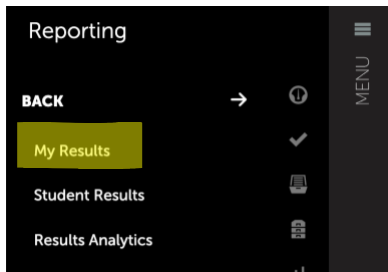 Reporting
MENU
BACK
My Results
Student Results
Results Analytics